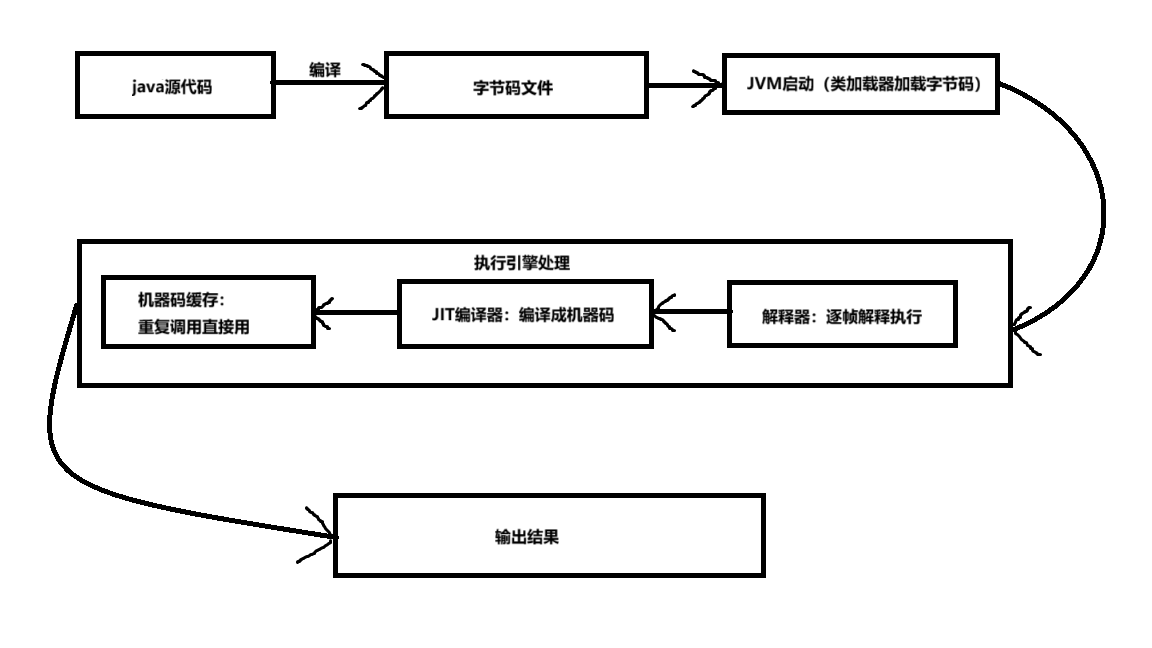 java源代码
编译
字节码文件
JVM启动（类加载器加载字节码）
执行引擎处理
机器码缓存：
重复调用直接用
JIT编译器：编译成机器码
解释器：逐帧解释执行
输出结果